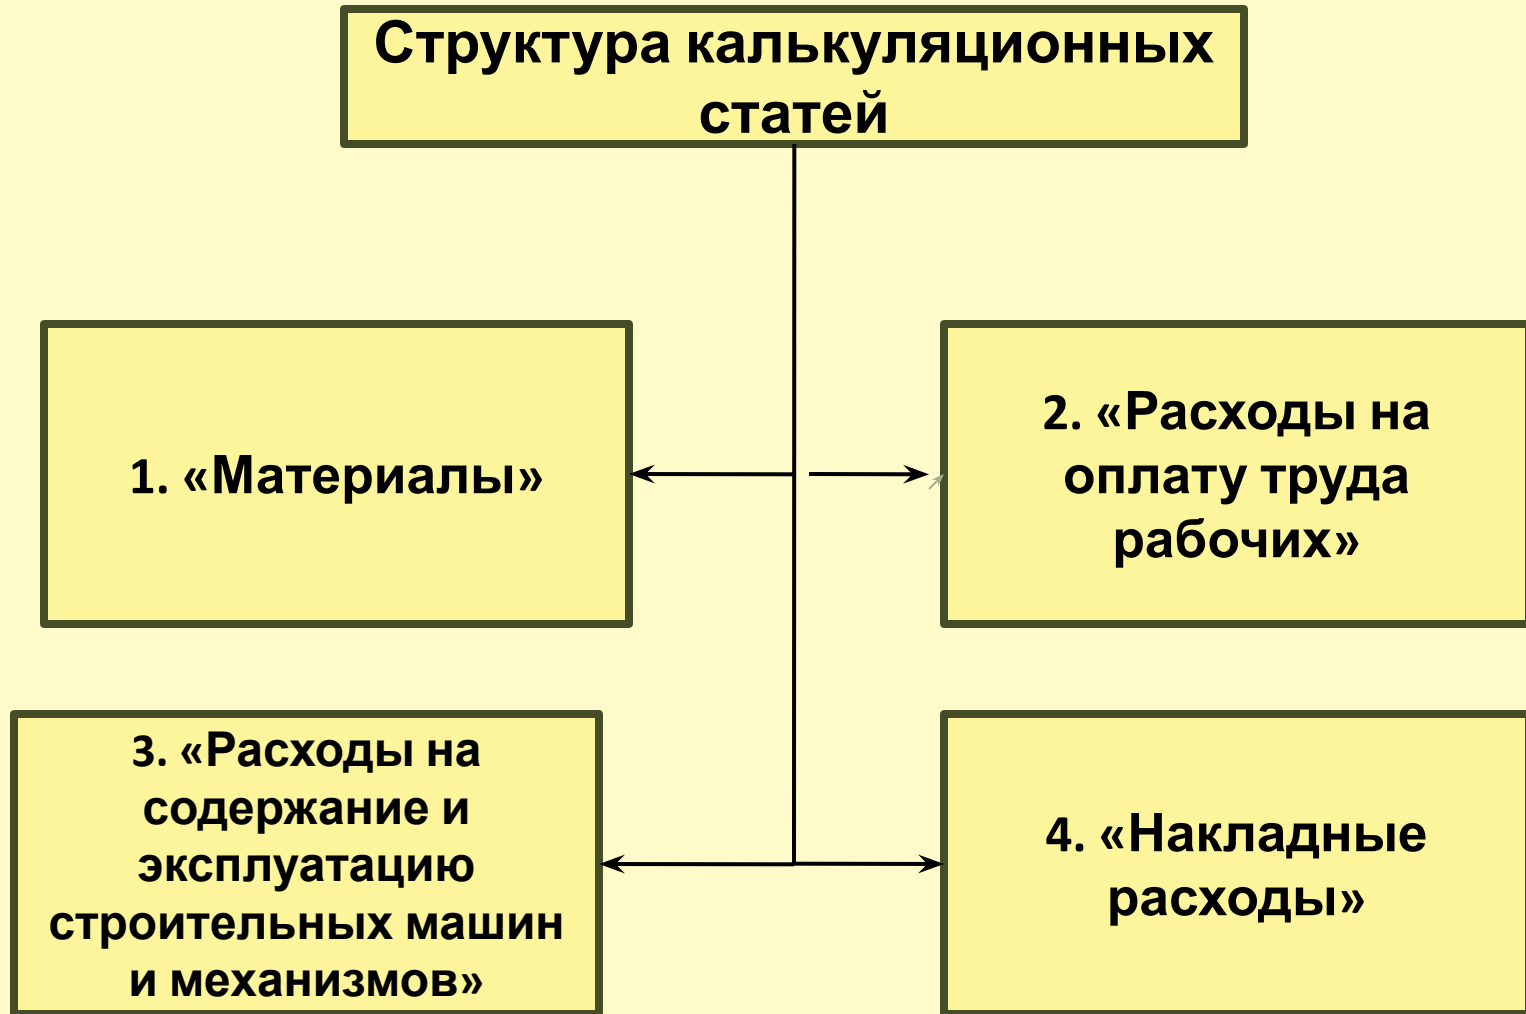 Структура калькуляционных
статей
1. «Материалы»
2. «Расходы на
оплату труда
рабочих»
3. «Расходы на
содержание и
эксплуатацию
строительных машин
и механизмов»
4. «Накладные
расходы»